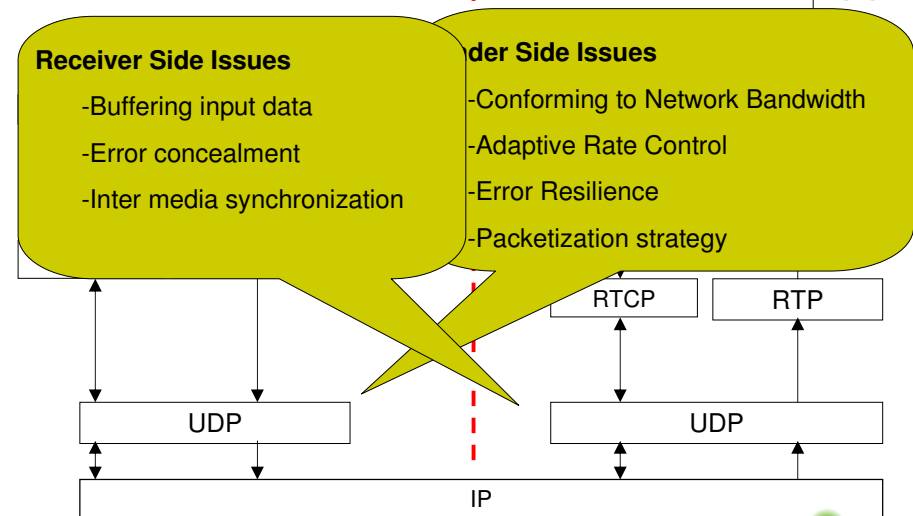 Receiver Side Issues
-Buffering input data
-Error concealment
-Inter media synchronization
Side Issues
-Conforming to Network Bandwidth
-Adaptive Rate Control
-Error Resilience
-Packetization strategy
RTCP
RTP
UDP
UDP
IP